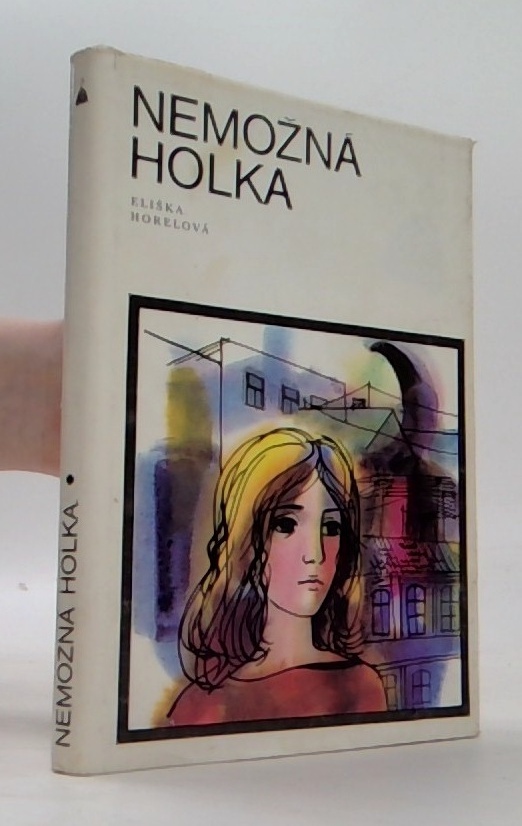 NEMOŽNÁ
HOLKA
ELIŠKA
HORELOVÁ
NEMOŽNÁ HOLKA •